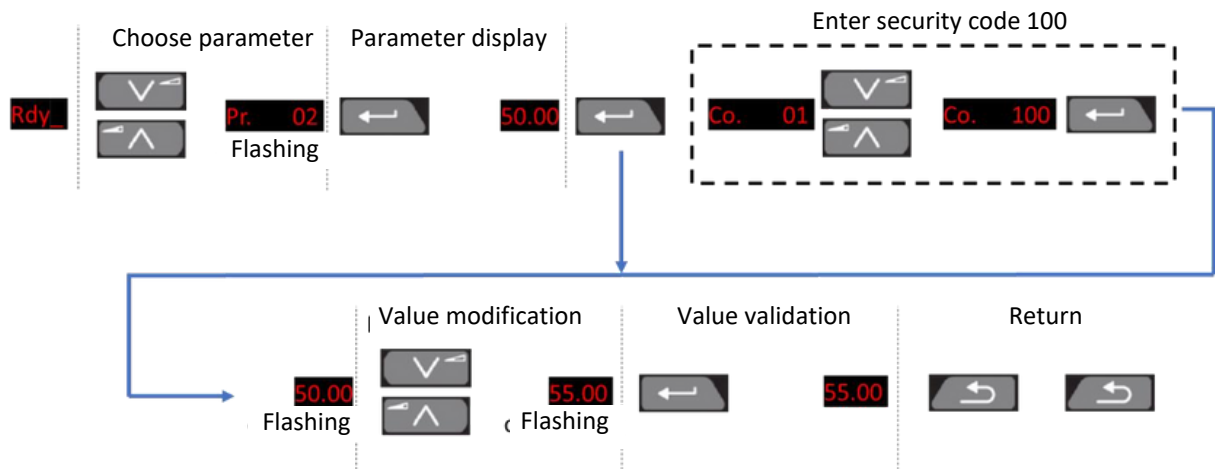 Choose parameter
Parameter display
Enter security code 100
Rdy_
Pr. 02
50.00
Co. 01
Co. 100
Flashing
Value modification
Value validation
Return
50.00
55.00
55.00
Flashing
Flashing